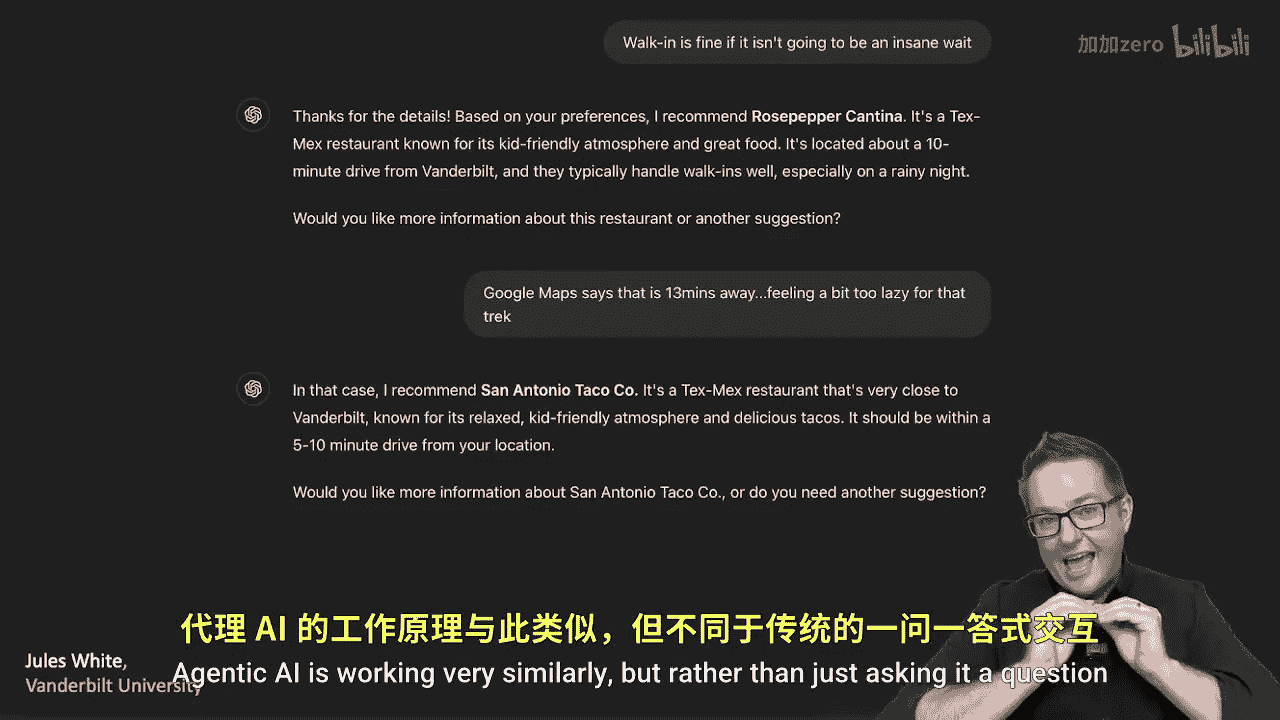 Walk-in is fine if it isn't going to be an insane wait
加加zero bilibili
Thanks for the details! Based on your preferences, I recommend Rosepepper Cantina. It's a Tex-
Mex restaurant known for its kid-friendly atmosphere and great food. It's located about a 10-
minute drive from Vanderbilt, and they typically handle walk-ins well, especially on a rainy night.
Would you like more information about this restaurant or another suggestion?
Google Maps says that is 13mins away...feeling a bit too lazy for that
trek
In that case, I recommend San Antonio Taco Co. It's a Tex-Mex restaurant that's very close to
Vanderbilt, known for its relaxed, kid-friendly atmosphere and delicious tacos. It should be within a
5-10 minute drive from your location.
Would you like more information about San Antonio Taco Co., or do you need another suggestion?
代理 AI 的工作原理与此类似，但不同于传统的一问一答式交互
Jules White,
Vanderbilt University
Agentic AI is working very similarly, but rather than just asking it a question